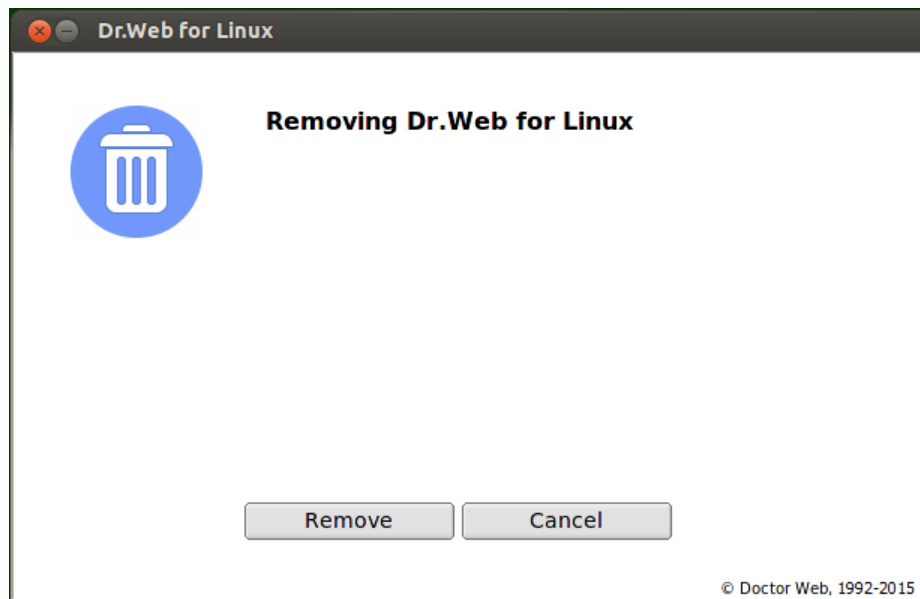 Dr.Web for Linux
Removing Dr.Web for Linux
Remove
Cancel
© Doctor Web, 1992-2015